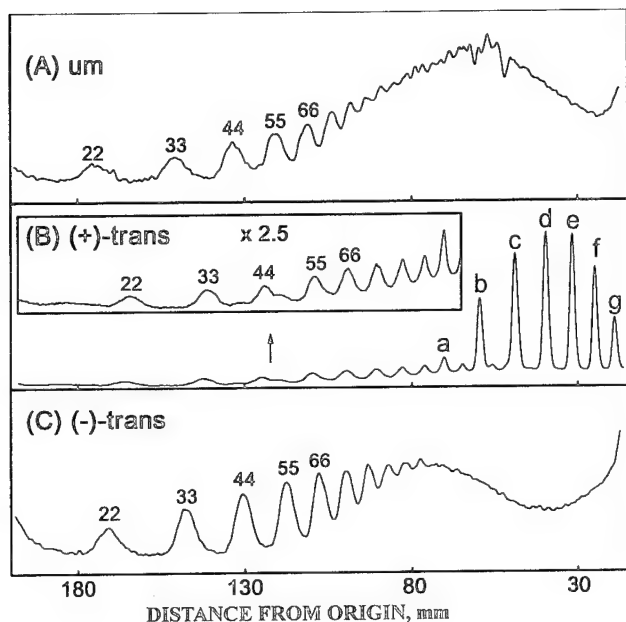 (A) um
22 33 44 55 66
(B) (+)-trans x 2.5
22 33 44 55 66
a b c d e f g
(C) (-)-trans
22 33 44 55 66
180 130 80 30
DISTANCE FROM ORIGIN, mm